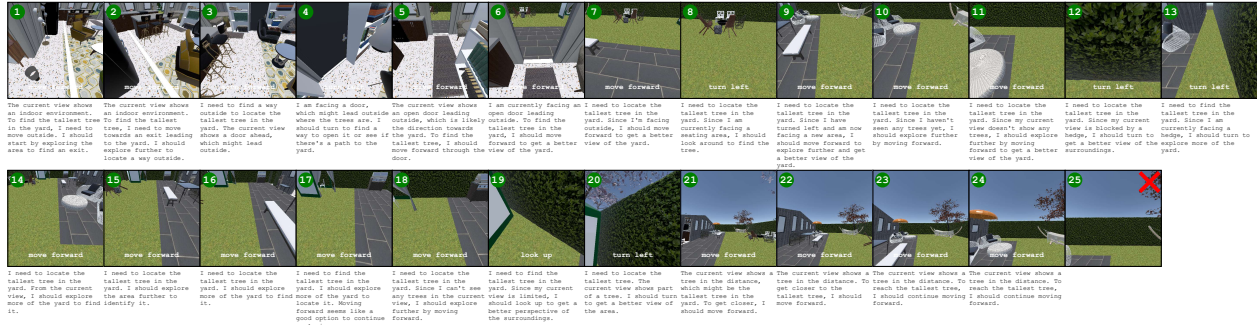 1
2
3
4
5
6
7
8
9
10
11
12
13
move forward
move forward
forward
move forward
turn left
move forward
move forward
move forward
turn left
turn left
The current view shows
an indoor environment.
To find the tallest tree
in the yard, I need to
move outside. I should
start by exploring the
area to find an exit.
The current view shows
an indoor environment.
To find the tallest
tree, I need to move
towards an exit leading
to the yard. I should
explore further to
locate a way outside.
I need to find a way
outside to locate the
tallest tree in the
yard. The current view
shows a door ahead,
which might lead
outside.
I am facing a door,
which might lead outside
where the trees are. I
should turn to find a
way to open it or see if
there's a path to the
yard.
The current view shows
an open door leading
outside, which is likely
the direction towards
the yard. To find the
tallest tree, I should
move forward through the
door.
I am currently facing an
open door leading
outside. To find the
tallest tree in the
yard, I should move
forward to get a better
view of the yard.
I need to locate the
tallest tree in the
yard. Since I'm facing
outside, I should move
forward to get a better
view of the yard.
I need to locate the
tallest tree in the
yard. Since I am
currently facing a
seating area, I should
look around to find the
tree.
I need to locate the
tallest tree in the
yard. Since I have
turned left and am now
facing a new area, I
should move forward to
explore further and get
a better view of the
yard.
I need to locate the
tallest tree in the
yard. Since I haven't
seen any trees yet, I
should explore further
by moving forward.
I need to locate the
tallest tree in the
yard. Since my current
view doesn't show any
trees, I should explore
further by moving
forward to get a better
view of the yard.
I need to locate the
tallest tree in the
yard. Since my current
view is blocked by a
hedge, I should turn to
get a better view of the
surroundings.
I need to find the
tallest tree in the
yard. Since I am
currently facing a
hedge, I should turn to
explore more of the
yard.
14
15
16
17
18
19
20
21
22
23
24
25
move forward
move forward
move forward
move forward
move forward
look up
turn left
move forward
move forward
move forward
move forward
I need to locate the
tallest tree in the
yard. From the current
view, I should explore
more of the yard to find
it.
I need to locate the
tallest tree in the
yard. I should explore
the area further to
identify it.
I need to locate the
tallest tree in the
yard. I should explore
more of the yard to find
I need to find the
tallest tree in the
yard. I should explore
more of the yard to
locate it. Moving
forward seems like a
good option to continue
I need to locate the
tallest tree in the
yard. Since I can't see
any trees in the current
view, I should explore
further by moving
forward.
I need to find the
tallest tree in the
yard. Since my current
view is limited, I
should look up to get a
better perspective of
the surroundings.
I need to locate the
tallest tree in the
yard. The current
view shows part
of a tree. I should turn
to get a better view of
the area.
The current view shows a
tree in the distance,
which might be the
tallest tree in the
yard. To get closer, I
should move forward.
The current view shows a
tree in the distance. To
get closer to the
tallest tree, I should
move forward.
The current view shows a
tree in the distance. To
reach the tallest tree,
I should continue moving
forward.
The current view shows a
tree in the distance. To
reach the tallest tree,
I should continue moving
forward.